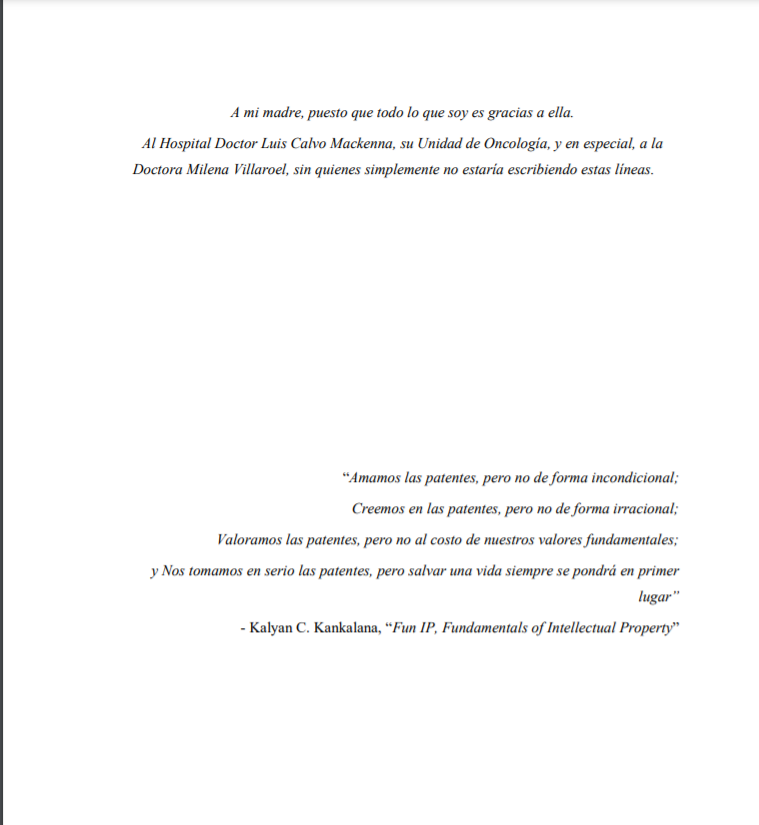 A mi madre, puesto que todo lo que soy es gracias a ella.
Al Hospital Doctor Luis Calvo Mackenna, su Unidad de Oncología, y en especial, a la
Doctora Milena Villaroel, sin quienes simplemente no estaría escribiendo estas líneas.
“Amamos las patentes, pero no de forma incondicional;
Creemos en las patentes, pero no de forma irracional;
Valoramos las patentes, pero no al costo de nuestros valores fundamentales;
y Nos tomamos en serio las patentes, pero salvar una vida siempre se pondrá en primer
lugar”
- Kalyan C. Kankalana, “Fun IP, Fundamentals of Intellectual Property”